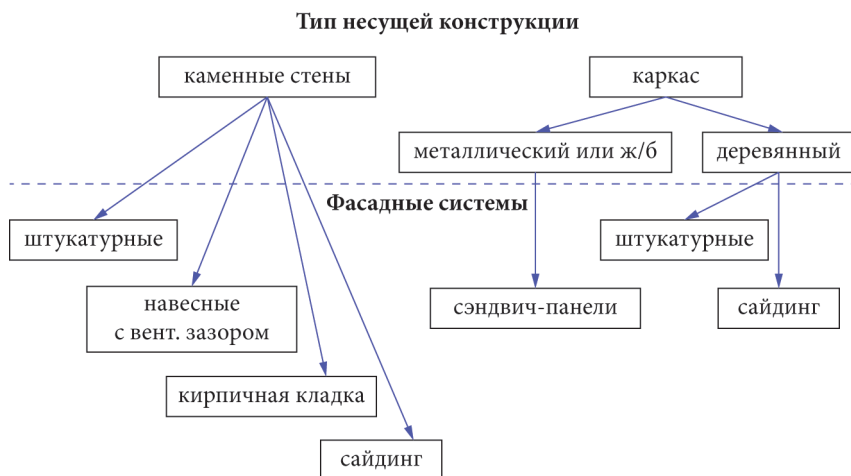 Тип несущей конструкции
каменные стены
каркас
металлический или ж/б
деревянный
Фасадные системы
штукатурные
штукатурные
навесные
с вент. зазором
сэндвич-панели
сайдинг
кирпичная кладка
сайдинг